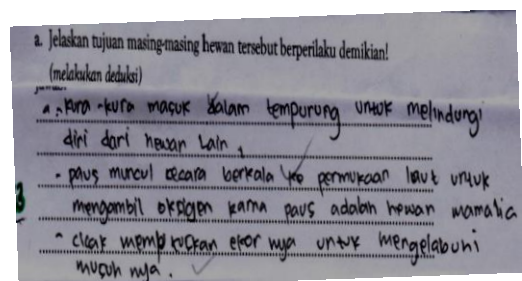 a. Jelaskan tujuan masing-masing hewan tersebut berperilaku demikian!
(melakukan deduksi)
a. - kura-kura masuk dalam tempurung untuk melindungi
diri dari hewan lain,
- paus muncul secara berkala ke permukaan laut untuk
mengambil oksigen karna paus adalah hewan mamalia
- cicak memputuskan ekor nya untuk mengelabuhi
musuh nya.
3